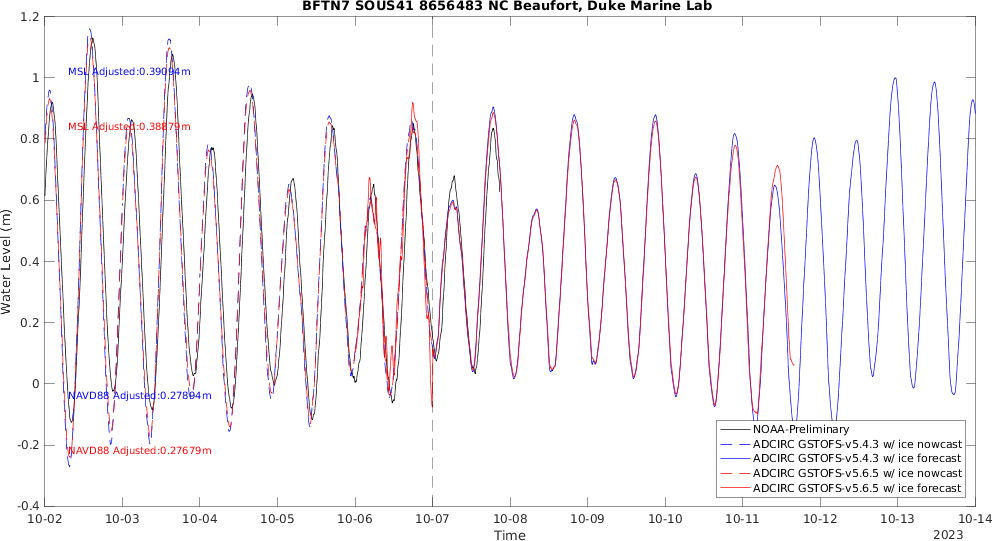 BFTN7 SOUS41 8656483 NC Beaufort, Duke Marine Lab
1.2
1
0.8
0.6
0.4
0.2
0
-0.2
-0.4
Water Level (m)
MSL Adjusted:0.39094m
MSL Adjusted:0.38879m
NAVD88 Adjusted:0.27894m
NAVD88 Adjusted:0.27679m
NOAA-Preliminary
ADCIRC GSTOFS-v5.4.3 w/ ice nowcast
ADCIRC GSTOFS-v5.4.3 w/ ice forecast
ADCIRC GSTOFS-v5.6.5 w/ ice nowcast
ADCIRC GSTOFS-v5.6.5 w/ ice forecast
10-02 10-03 10-04 10-05 10-06 10-07 10-08 10-09 10-10 10-11 10-12 10-13 10-14
Time
2023